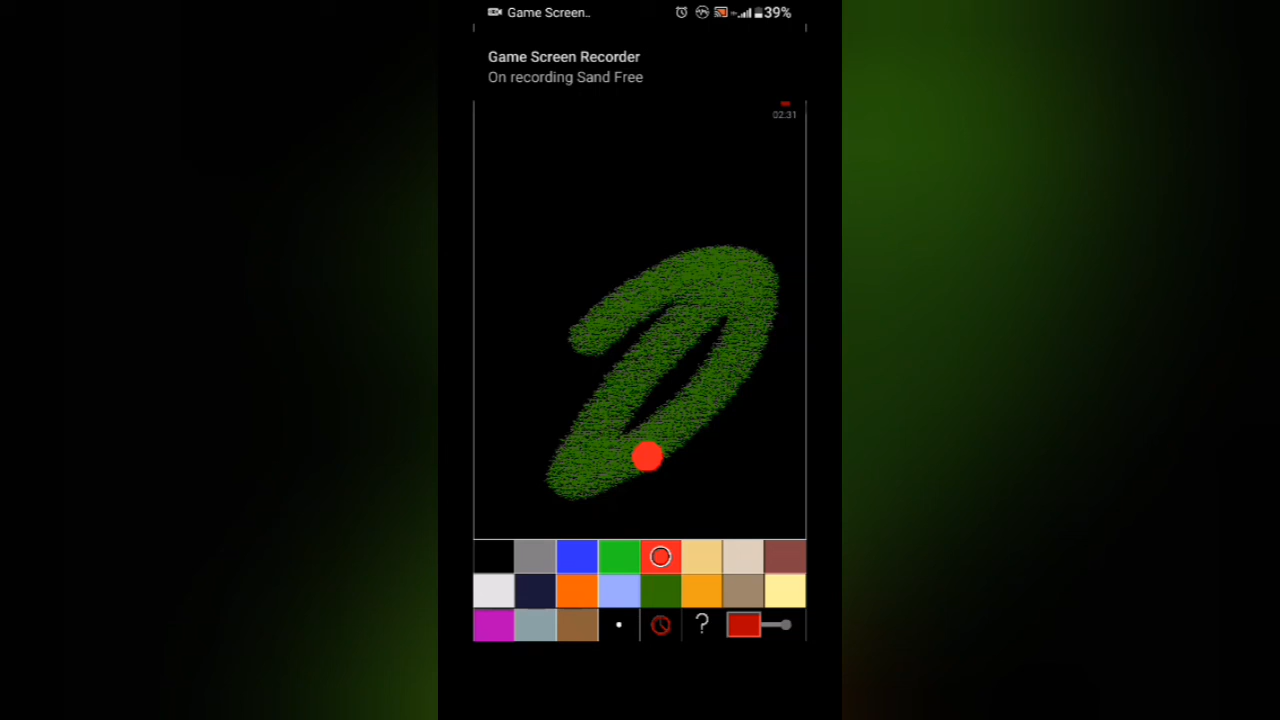 Game Screen..
39%
Game Screen Recorder
On recording Sand Free
02:31
?